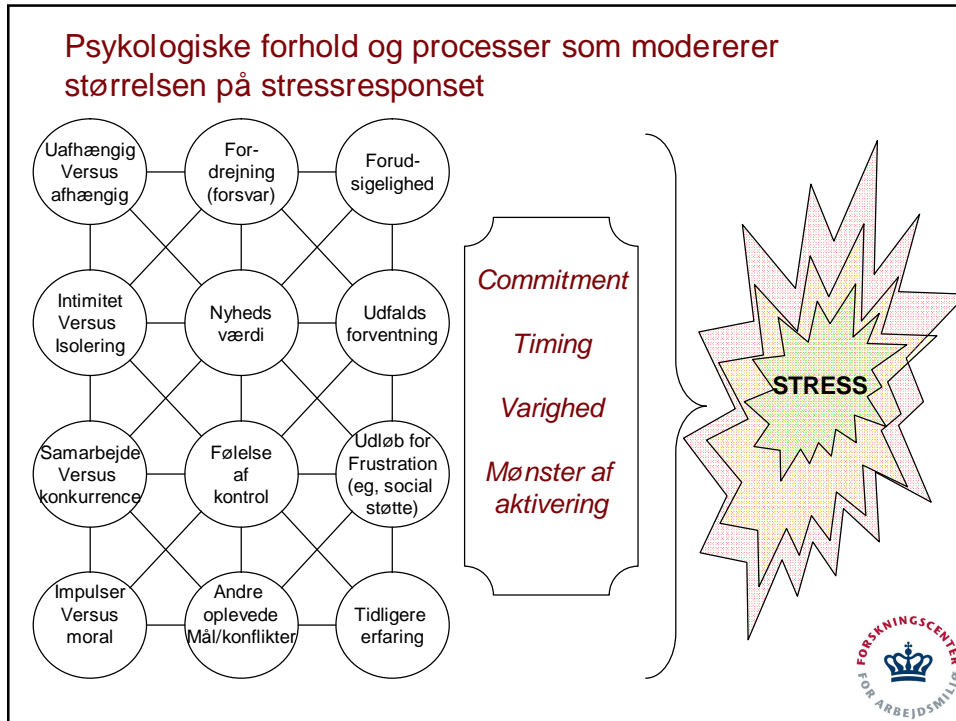 Psykologiske forhold og processer som modererer
størrelsen på stressresponset
Uafhængig
Versus
afhængig
For-
drejning
(forsvar)
Forud-
sigelighed
Intimitet
Versus
Isolering
Nyheds
værdi
Udfalds
forventning
Samarbejde
Versus
konkurrence
Følelse
af
kontrol
Udløb for
Frustration
(eg, social
støtte)
Impulser
Versus
moral
Andre
oplevede
Mål/konflikter
Tidligere
erfaring
Commitment
Timing
Varighed
Mønster af
aktivering
STRESS
FORSKNINGSCENTER
FOR ARBEJDSMILJØ